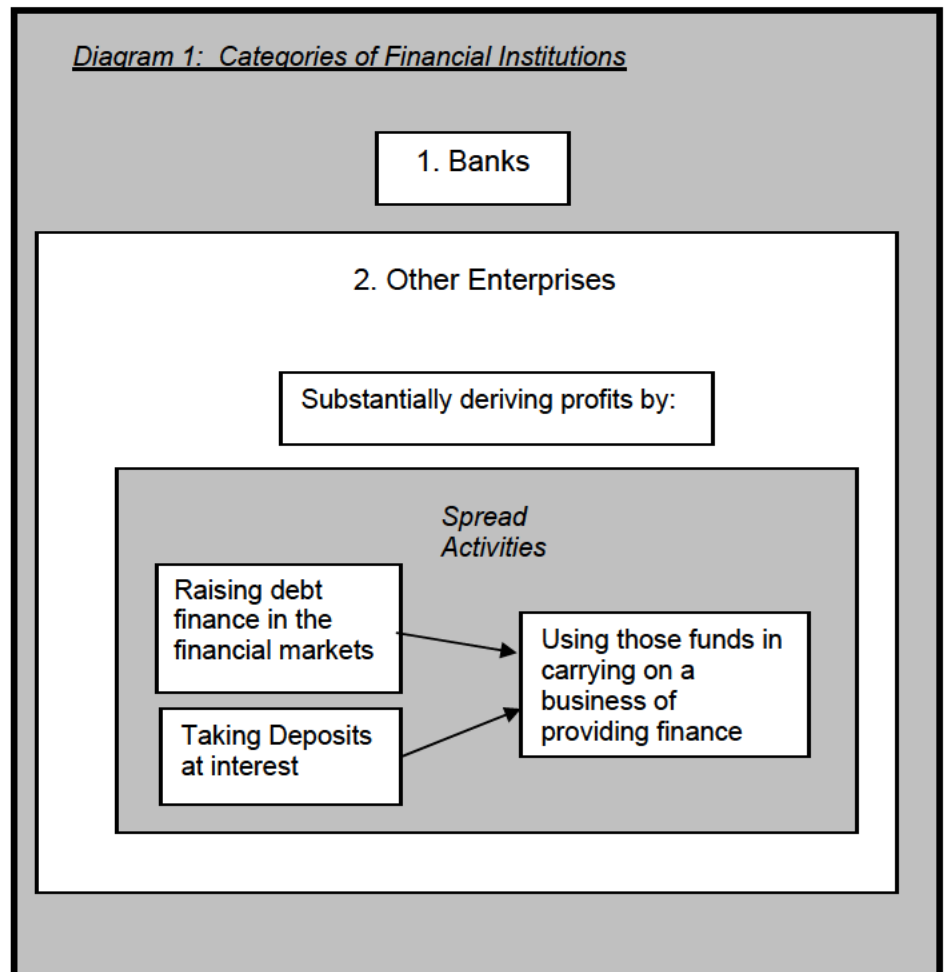 Diagram 1: Categories of Financial Institutions
1. Banks
2. Other Enterprises
Substantially deriving profits by:
Spread
Activities
Raising debt
finance in the
financial markets
Taking Deposits
at interest
Using those funds in
carrying on a
business of
providing finance